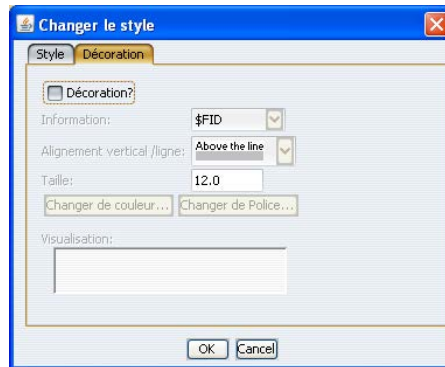 Changer le style
Style Décoration
Décoration?
Information: $FID
Alignement vertical /ligne: Above the line
Taille: 12.0
Changer de couleur... Changer de Police...
Visualisation:
OK Cancel